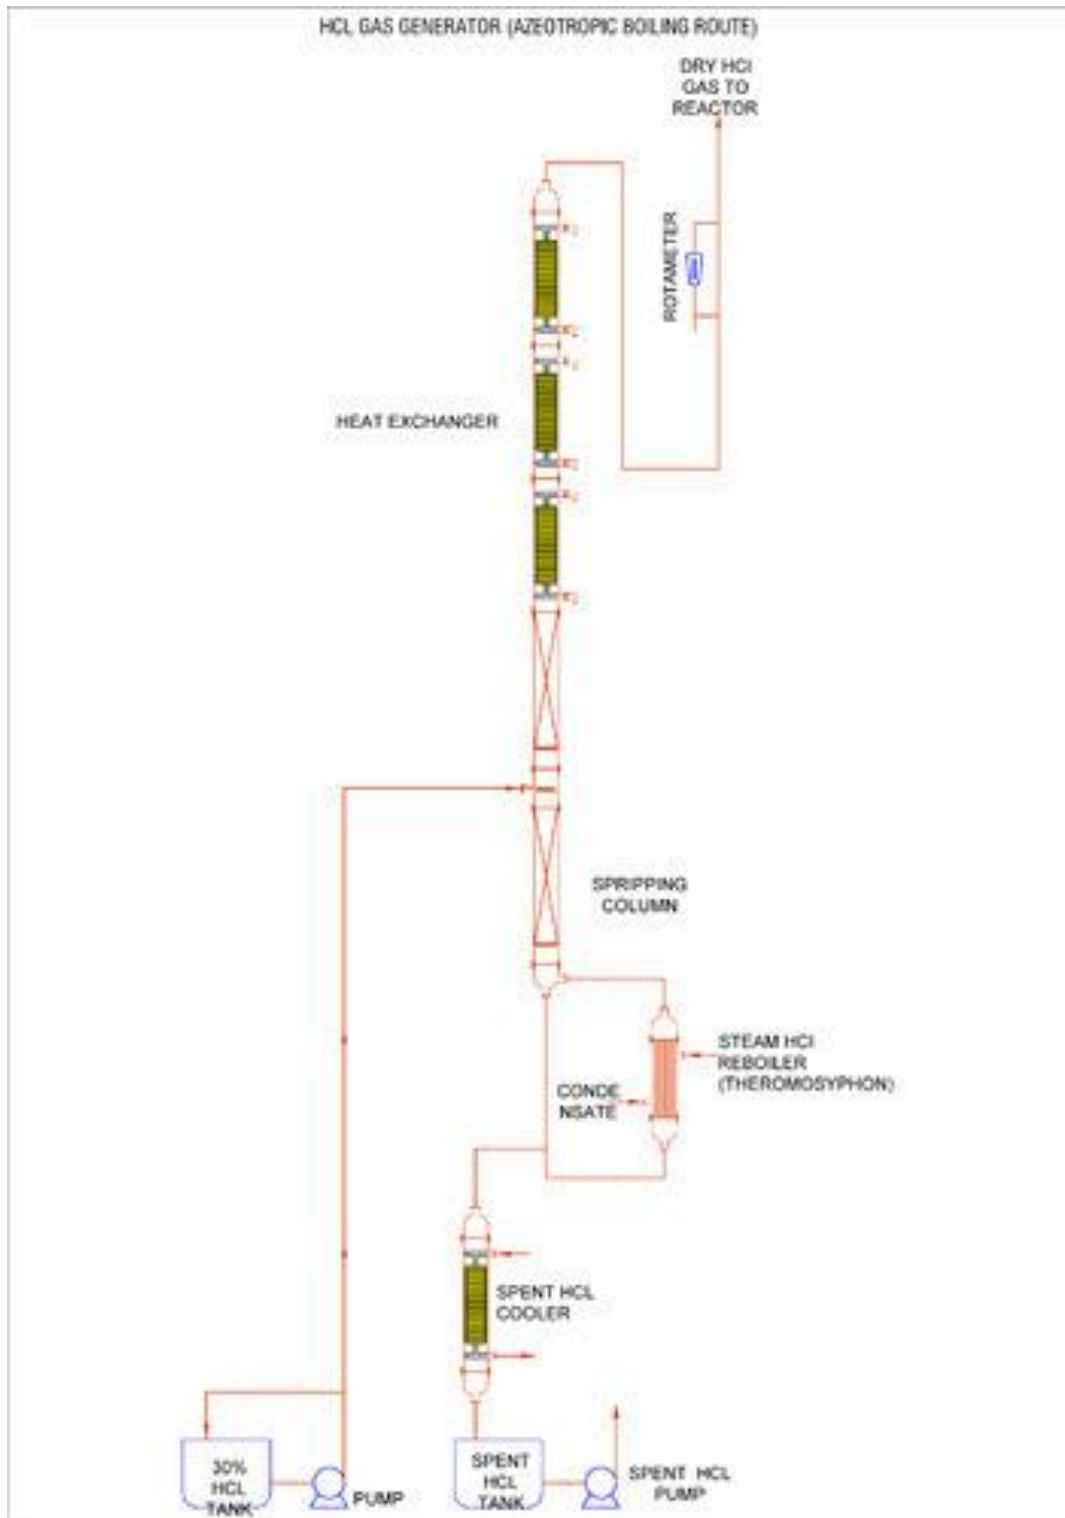 HCL GAS GENERATOR (AZEOTROPIC BOILING ROUTE)
DRY HCl
GAS TO
REACTOR
ROTAMETER
HEAT EXCHANGER
SPRIPPING
COLUMN
STEAM HCl
REBOILER
(THEROMOSYPHON)
CONDE
NSATE
SPENT HCL
COOLER
30%
HCL
TANK
PUMP
SPENT
HCL
TANK
SPENT HCL
PUMP